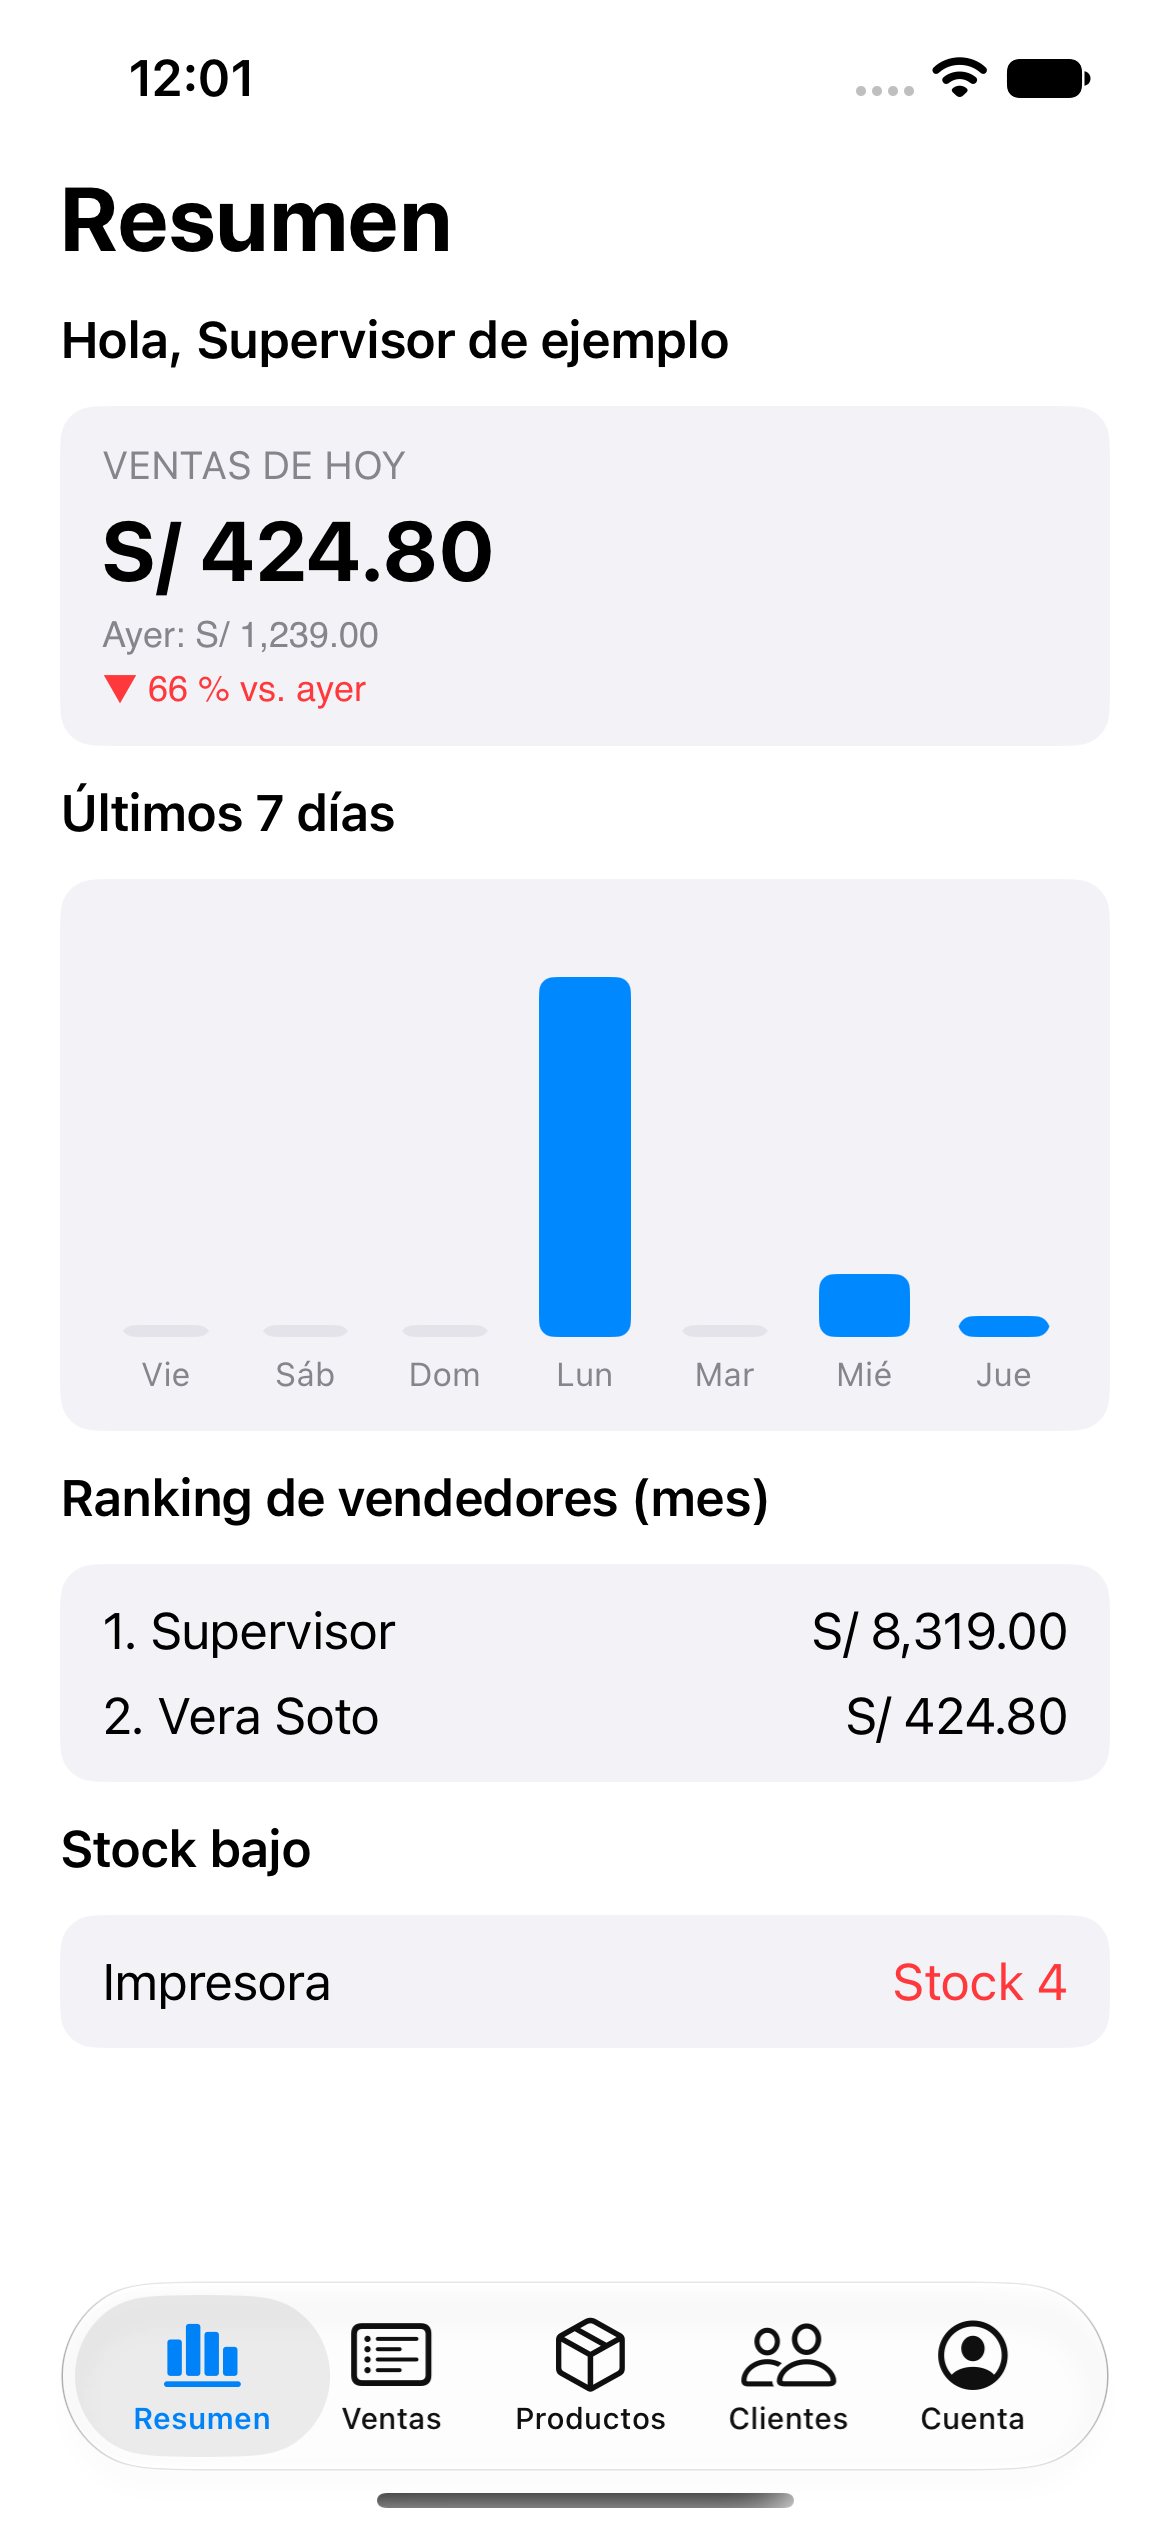 12:01
Resumen
Hola, Supervisor de ejemplo
VENTAS DE HOY
S/ 424.80
Ayer: S/ 1,239.00
▼ 66 % vs. ayer
Últimos 7 días
Vie Sáb Dom Lun Mar Mié Jue
Ranking de vendedores (mes)
1. Supervisor S/ 8,319.00
2. Vera Soto S/ 424.80
Stock bajo
Impresora Stock 4
Resumen Ventas Productos Clientes Cuenta